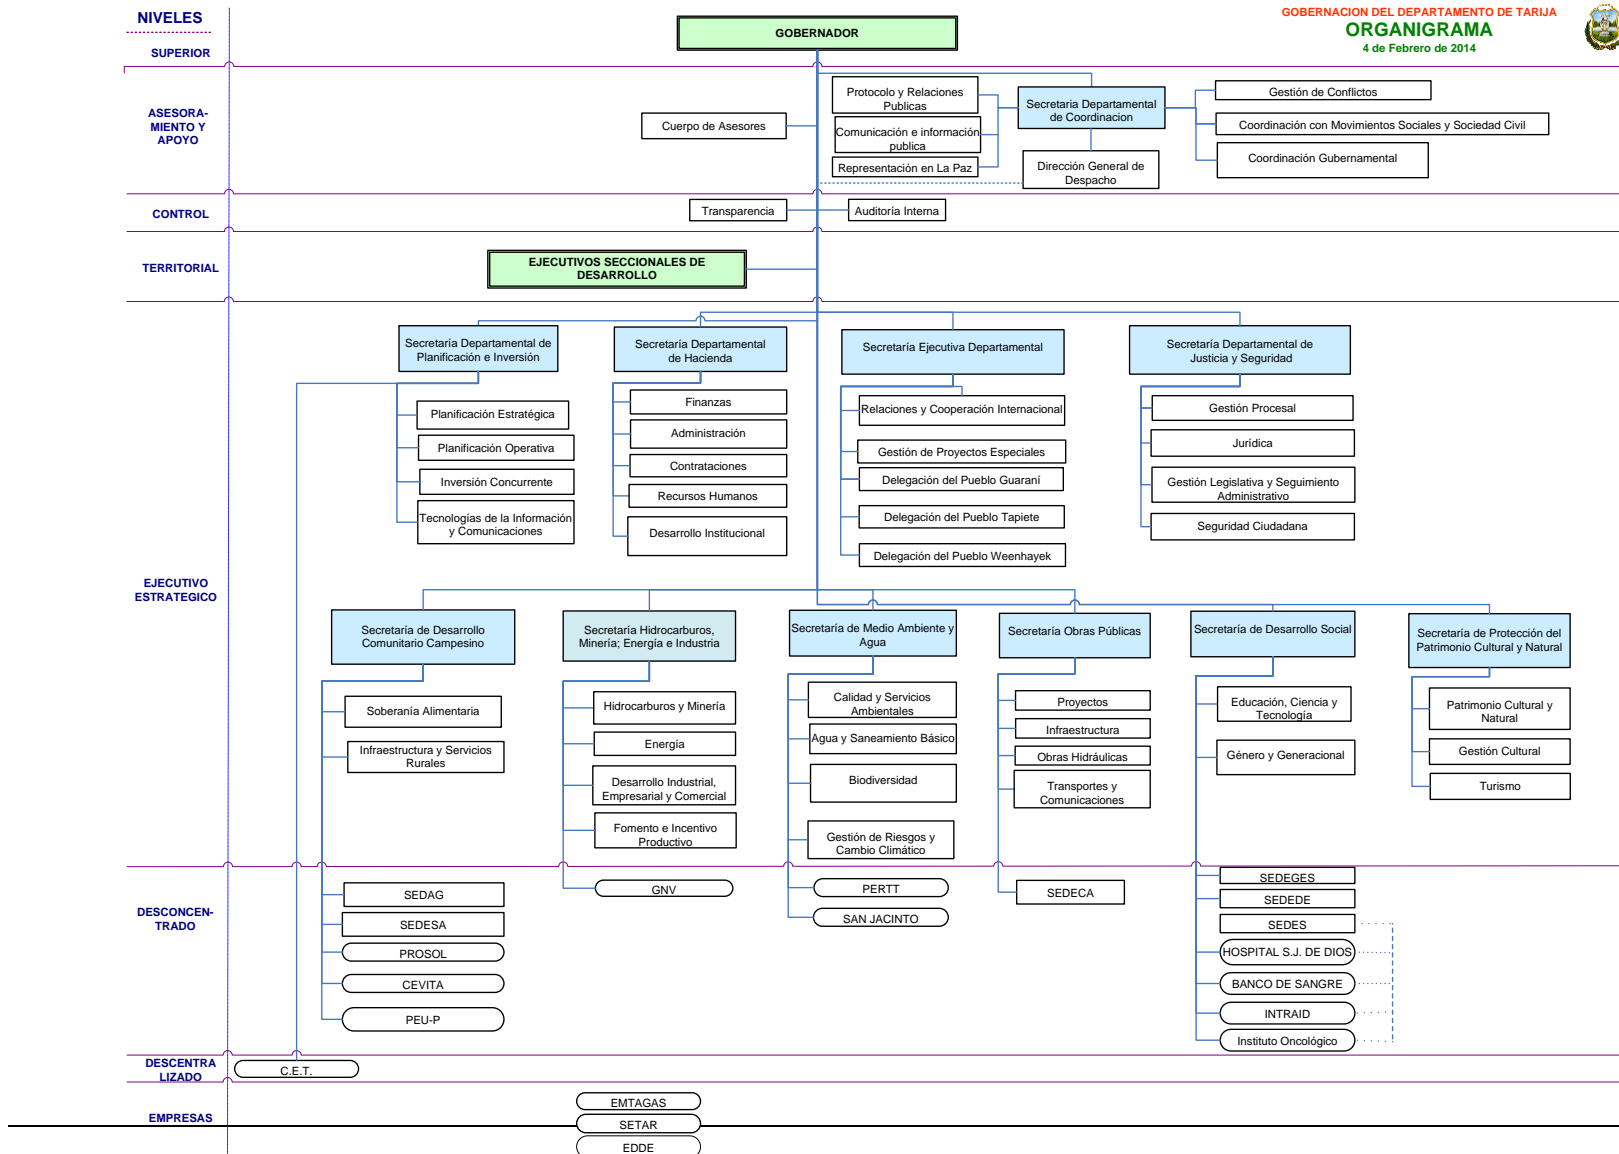 NIVELES
SUPERIOR
GOBERNADOR
GOBERNACION DEL DEPARTAMENTO DE TARIJA
ORGANIGRAMA
4 de Febrero de 2014
ASESORA-
MIENTO Y
APOYO
Cuerpo de Asesores
Protocolo y Relaciones
Publicas
Comunicación e información
publica
Representación en La Paz
Secretaria Departamental
de Coordinacion
Dirección General de
Despacho
Gestión de Conflictos
Coordinación con Movimientos Sociales y Sociedad Civil
Coordinación Gubernamental
CONTROL
Transparencia
Auditoría Interna
TERRITORIAL
EJECUTIVOS SECCIONALES DE
DESARROLLO
EJECUTIVO
ESTRATEGICO
Secretaría Departamental de
Planificación e Inversión
Planificación Estratégica
Planificación Operativa
Inversión Concurrente
Tecnologías de la Información
y Comunicaciones
Secretaría Departamental
de Hacienda
Finanzas
Administración
Contrataciones
Recursos Humanos
Desarrollo Institucional
Secretaría Ejecutiva Departamental
Relaciones y Cooperación Internacional
Gestión de Proyectos Especiales
Delegación del Pueblo Guaraní
Delegación del Pueblo Tapiete
Delegación del Pueblo Weenhayek
Secretaría Departamental de
Justicia y Seguridad
Gestión Procesal
Jurídica
Gestión Legislativa y Seguimiento
Administrativo
Seguridad Ciudadana
Secretaría de Desarrollo
Comunitario Campesino
Soberanía Alimentaria
Infraestructura y Servicios
Rurales
Secretaría Hidrocarburos,
Minería; Energía e Industria
Hidrocarburos y Minería
Energía
Desarrollo Industrial,
Empresarial y Comercial
Fomento e Incentivo
Productivo
Secretaría de Medio Ambiente y
Agua
Calidad y Servicios
Ambientales
Agua y Saneamiento Básico
Biodiversidad
Gestión de Riesgos y
Cambio Climático
Secretaría Obras Públicas
Proyectos
Infraestructura
Obras Hidráulicas
Transportes y
Comunicaciones
Secretaría de Desarrollo Social
Educación, Ciencia y
Tecnología
Género y Generacional
Secretaría de Protección del
Patrimonio Cultural y Natural
Patrimonio Cultural y
Natural
Gestión Cultural
Turismo
DESCONCEN-
TRADO
SEDAG
SEDESA
PROSOL
CEVITA
PEU-P
GNV
PERTT
SAN JACINTO
SEDECA
SEDEGES
SEDEDE
SEDES
HOSPITAL S.J. DE DIOS
BANCO DE SANGRE
INTRAID
Instituto Oncológico
DESCENTRA
LIZADO
C.E.T.
EMPRESAS
EMTAGAS
SETAR
EDDE